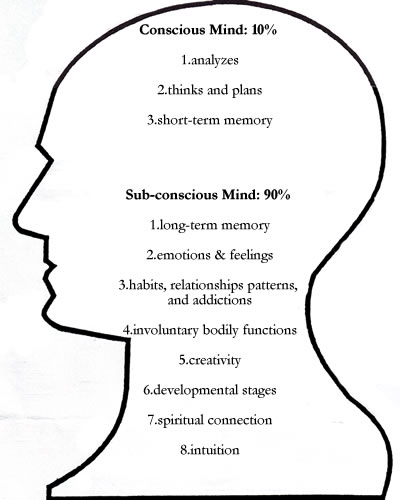 Conscious Mind: 10%
1.analyzes
2.thinks and plans
3.short-term memory
Sub-conscious Mind: 90%
1.long-term memory
2.emotions & feelings
3.habits, relationships patterns,
and addictions
4.involuntary bodily functions
5.creativity
6.developmental stages
7.spiritual connection
8.intuition